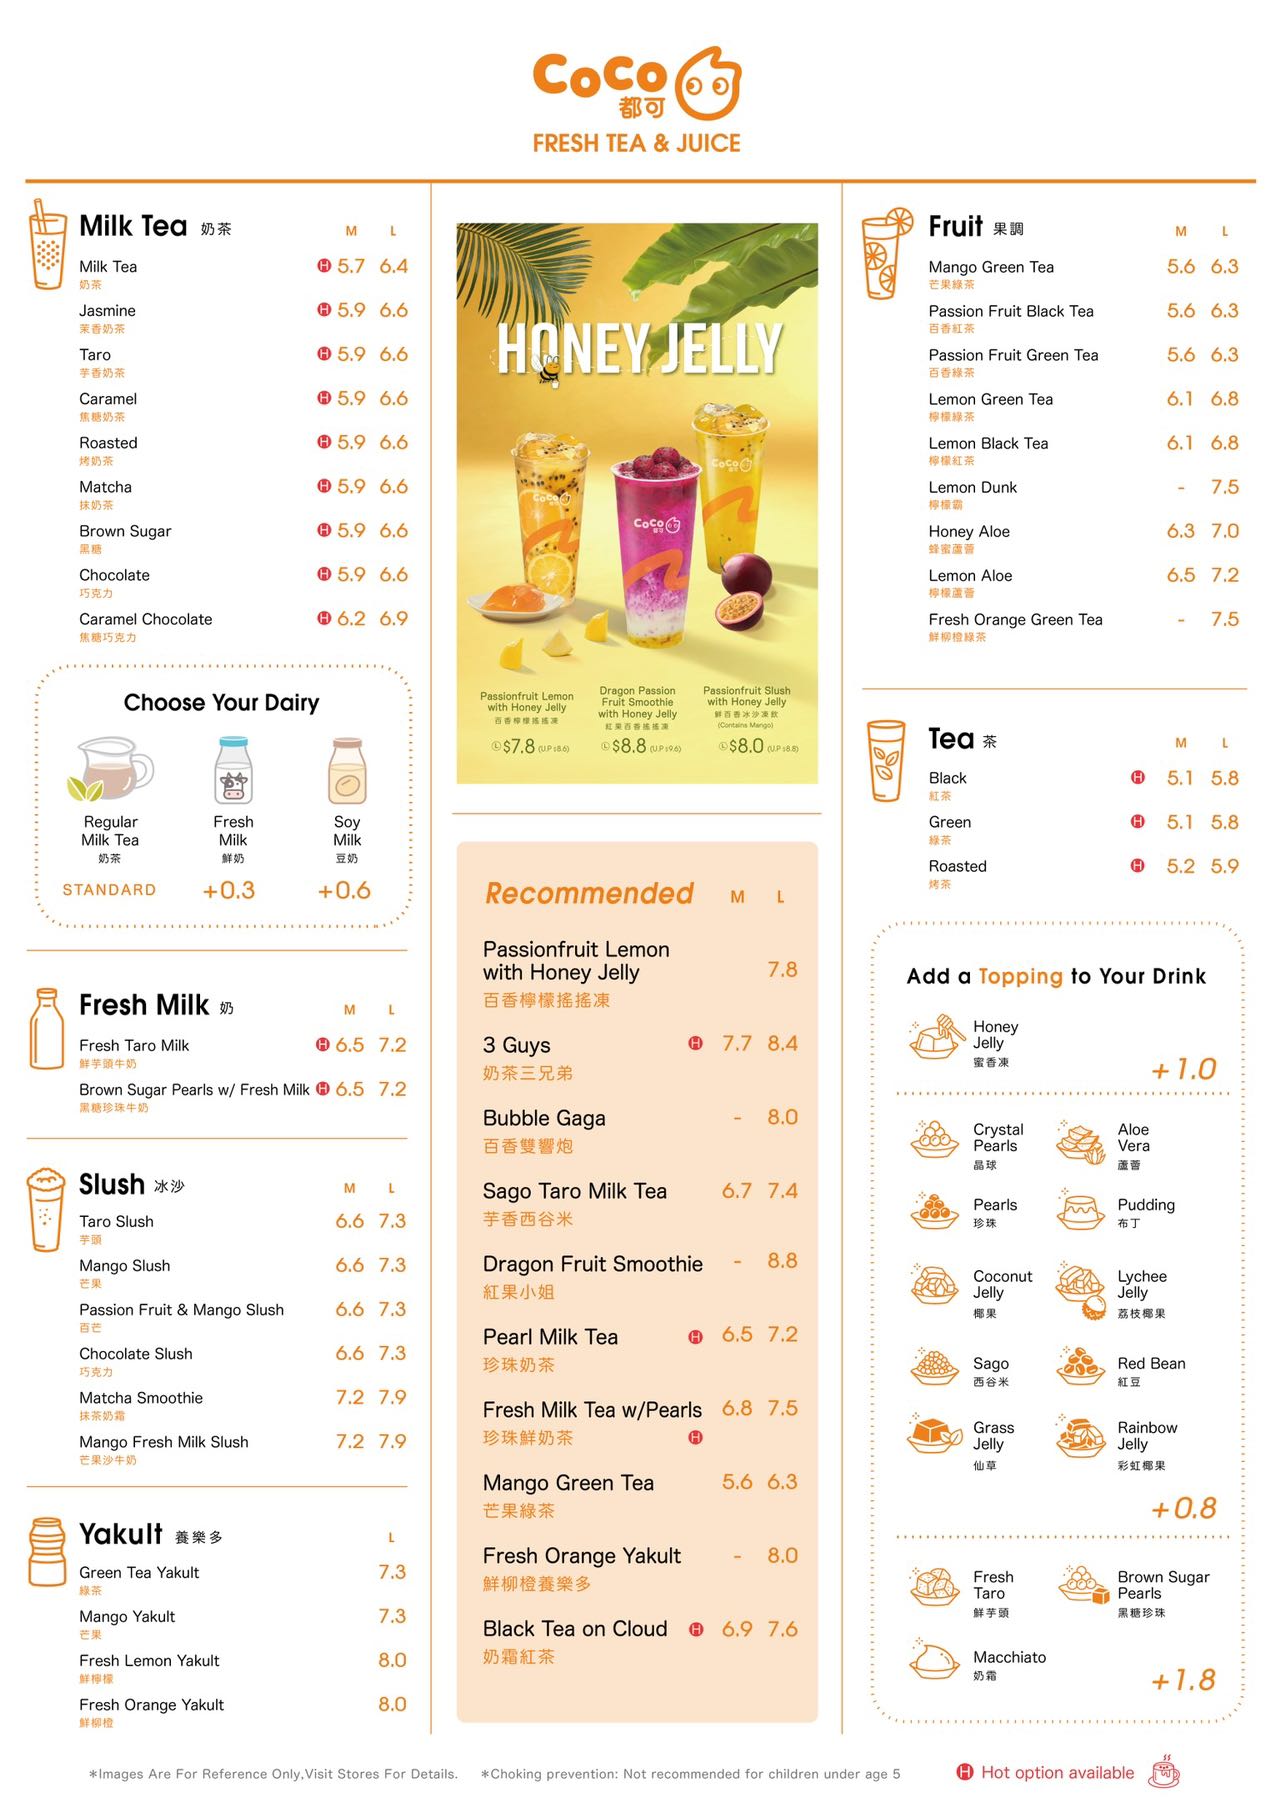 CoCo
都可
FRESH TEA & JUICE
Milk Tea 奶茶 M L
Milk Tea H 5.7 6.4
奶茶
Jasmine H 5.9 6.6
茉香奶茶
Taro H 5.9 6.6
芋香奶茶
Caramel H 5.9 6.6
焦糖奶茶
Roasted H 5.9 6.6
烤奶茶
Matcha H 5.9 6.6
抹奶茶
Brown Sugar H 5.9 6.6
黑糖
Chocolate H 5.9 6.6
巧克力
Caramel Chocolate H 6.2 6.9
焦糖巧克力
Choose Your Dairy
Regular
Milk Tea
奶茶
STANDARD
Fresh
Milk
鮮奶
+0.3
Soy
Milk
豆奶
+0.6
Fresh Milk 奶 M L
Fresh Taro Milk H 6.5 7.2
鮮芋頭牛奶
Brown Sugar Pearls w/ Fresh Milk H 6.5 7.2
黑糖珍珠牛奶
Slush 冰沙 M L
Taro Slush 6.6 7.3
芋頭
Mango Slush 6.6 7.3
芒果
Passion Fruit & Mango Slush 6.6 7.3
百芒
Chocolate Slush 6.6 7.3
巧克力
Matcha Smoothie 7.2 7.9
抹茶奶霜
Mango Fresh Milk Slush 7.2 7.9
芒果沙牛奶
Yakult 養樂多 L
Green Tea Yakult 7.3
綠茶
Mango Yakult 7.3
芒果
Fresh Lemon Yakult 8.0
鮮檸檬
Fresh Orange Yakult 8.0
鮮柳橙
HONEY JELLY
CoCo
都可
CoCo
都可
CoCo
都可
Passionfruit Lemon
with Honey Jelly
百香檸檬搖搖凍
Ⓛ$7.8 (U.P $8.6)
Dragon Passion
Fruit Smoothie
with Honey Jelly
紅果百香搖搖凍
Ⓛ$8.8 (U.P $9.6)
Passionfruit Slush
with Honey Jelly
鮮百香冰沙凍飲
(Contains Mango)
Ⓛ$8.0 (U.P $8.8)
Recommended M L
Passionfruit Lemon
with Honey Jelly 7.8
百香檸檬搖搖凍
3 Guys H 7.7 8.4
奶茶三兄弟
Bubble Gaga - 8.0
百香雙響炮
Sago Taro Milk Tea 6.7 7.4
芋香西谷米
Dragon Fruit Smoothie - 8.8
紅果小姐
Pearl Milk Tea H 6.5 7.2
珍珠奶茶
Fresh Milk Tea w/Pearls 6.8 7.5
珍珠鮮奶茶 H
Mango Green Tea 5.6 6.3
芒果綠茶
Fresh Orange Yakult - 8.0
鮮柳橙養樂多
Black Tea on Cloud H 6.9 7.6
奶霜紅茶
Fruit 果調 M L
Mango Green Tea 5.6 6.3
芒果綠茶
Passion Fruit Black Tea 5.6 6.3
百香紅茶
Passion Fruit Green Tea 5.6 6.3
百香綠茶
Lemon Green Tea 6.1 6.8
檸檬綠茶
Lemon Black Tea 6.1 6.8
檸檬紅茶
Lemon Dunk - 7.5
檸檬霸
Honey Aloe 6.3 7.0
蜂蜜蘆薈
Lemon Aloe 6.5 7.2
檸檬蘆薈
Fresh Orange Green Tea - 7.5
鮮柳橙綠茶
Tea 茶 M L
Black H 5.1 5.8
紅茶
Green H 5.1 5.8
綠茶
Roasted H 5.2 5.9
烤茶
Add a Topping to Your Drink
Honey
Jelly
蜜香凍
+1.0
Crystal
Pearls
晶球
Aloe
Vera
蘆薈
Pearls
珍珠
Pudding
布丁
Coconut
Jelly
椰果
Lychee
Jelly
荔枝椰果
Sago
西谷米
Red Bean
紅豆
Grass
Jelly
仙草
Rainbow
Jelly
彩虹椰果
+0.8
Fresh
Taro
鮮芋頭
Brown Sugar
Pearls
黑糖珍珠
Macchiato
奶霜
+1.8
*Images Are For Reference Only,Visit Stores For Details. *Choking prevention: Not recommended for children under age 5
H Hot option available